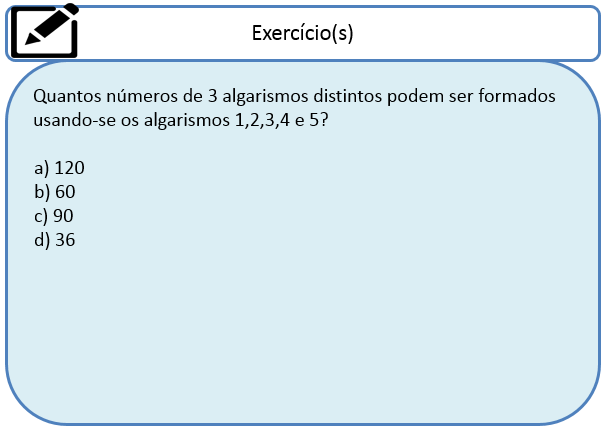 Exercício(s)
Quantos números de 3 algarismos distintos podem ser formados
usando-se os algarismos 1,2,3,4 e 5?
a) 120
b) 60
c) 90
d) 36